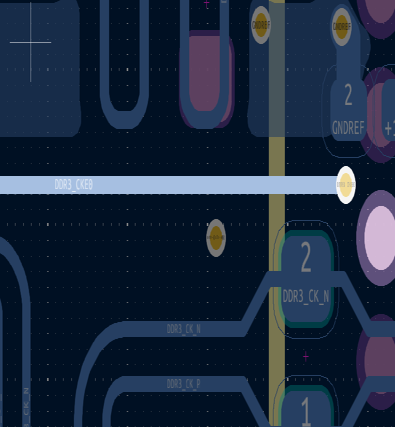 GNDREF
GNDREF
2
GNDREF
DDR3_CKE0
2
DDR3_CK_N
DDR3_CK_N
DDR3_CK_P
1